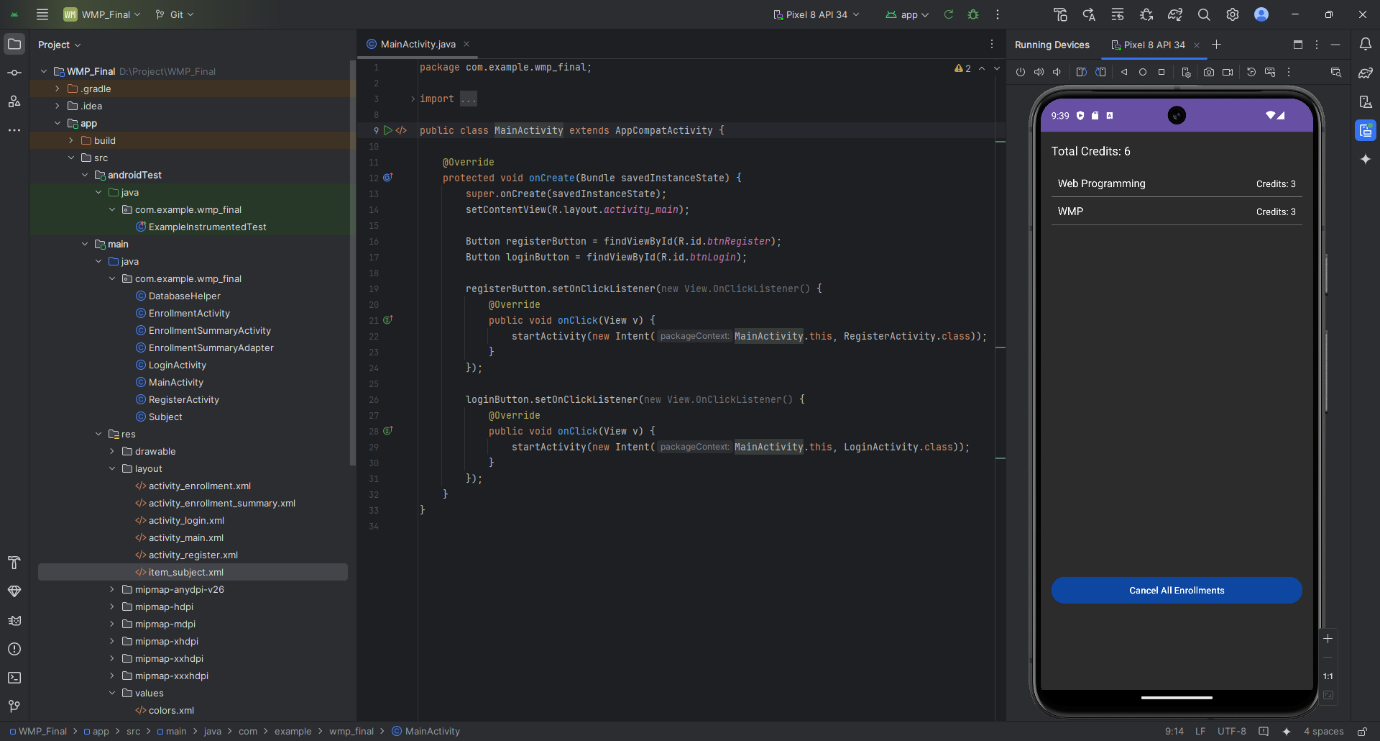 WM WMP_Final Git Pixel 8 API 34 app
Project
WMP_Final D:\Project\WMP_Final
.gradle
.idea
app
build
src
androidTest
java
com.example.wmp_final
ExampleInstrumentedTest
main
java
com.example.wmp_final
DatabaseHelper
EnrollmentActivity
EnrollmentSummaryActivity
EnrollmentSummaryAdapter
LoginActivity
MainActivity
RegisterActivity
Subject
res
drawable
layout
activity_enrollment.xml
activity_enrollment_summary.xml
activity_login.xml
activity_main.xml
activity_register.xml
item_subject.xml
mipmap-anydpi-v26
mipmap-hdpi
mipmap-mdpi
mipmap-xhdpi
mipmap-xxhdpi
mipmap-xxxhdpi
values
colors.xml
MainActivity.java
2
1 package com.example.wmp_final;
2
3 import ...
8
9 public class MainActivity extends AppCompatActivity {
10
11 @Override
12 protected void onCreate(Bundle savedInstanceState) {
13 super.onCreate(savedInstanceState);
14 setContentView(R.layout.activity_main);
15
16 Button registerButton = findViewById(R.id.btnRegister);
17 Button loginButton = findViewById(R.id.btnLogin);
18
19 registerButton.setOnClickListener(new View.OnClickListener() {
20 @Override
21 public void onClick(View v) {
22 startActivity(new Intent( packageContext: MainActivity.this, RegisterActivity.class));
23 }
24 });
25
26 loginButton.setOnClickListener(new View.OnClickListener() {
27 @Override
28 public void onClick(View v) {
29 startActivity(new Intent( packageContext: MainActivity.this, LoginActivity.class));
30 }
31 });
32 }
33 }
34
Running Devices Pixel 8 API 34
9:39
Total Credits: 6
Web Programming Credits: 3
WMP Credits: 3
Cancel All Enrollments
1:1
WMP_Final app src main java com example wmp_final MainActivity
9:14 LF UTF-8 4 spaces